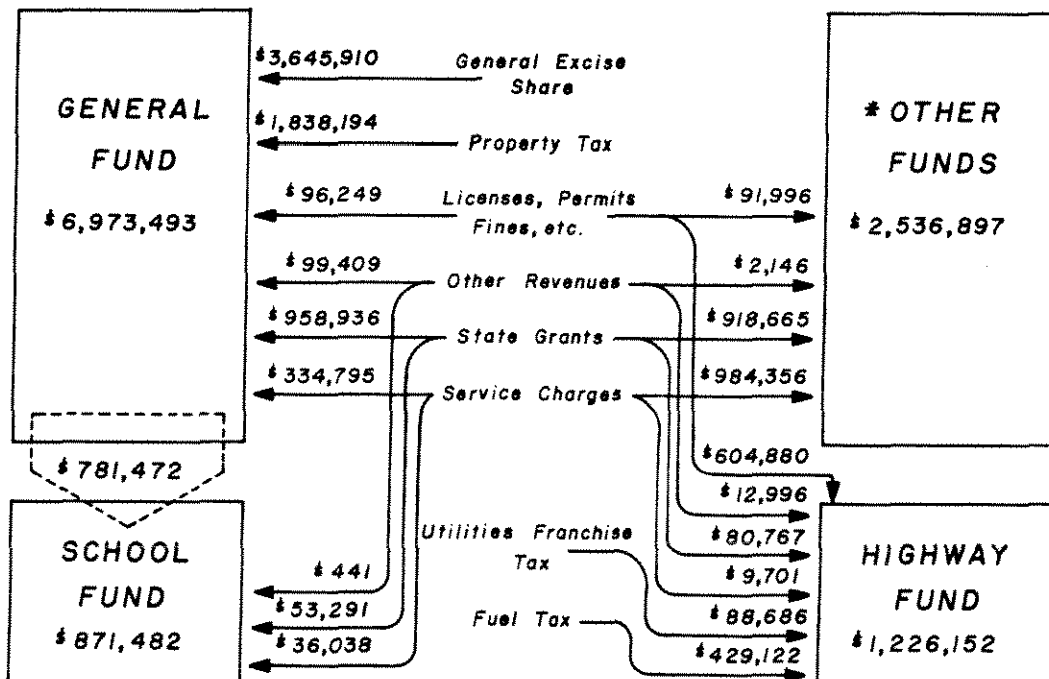 GENERAL
FUND
$6,973,493
$781,472
SCHOOL
FUND
$871,482
$3,645,910
General Excise
Share
$1,838,194
Property Tax
$96,249
Licenses, Permits
Fines, etc.
$91,996
$99,409
Other Revenues
$2,146
$958,936
State Grants
$918,665
$334,795
Service Charges
$984,356
$604,880
$12,996
Utilities Franchise
Tax
$80,767
$441
$9,701
$53,291
Fuel Tax
$88,686
$36,038
$429,122
* OTHER
FUNDS
$2,536,897
HIGHWAY
FUND
$1,226,152